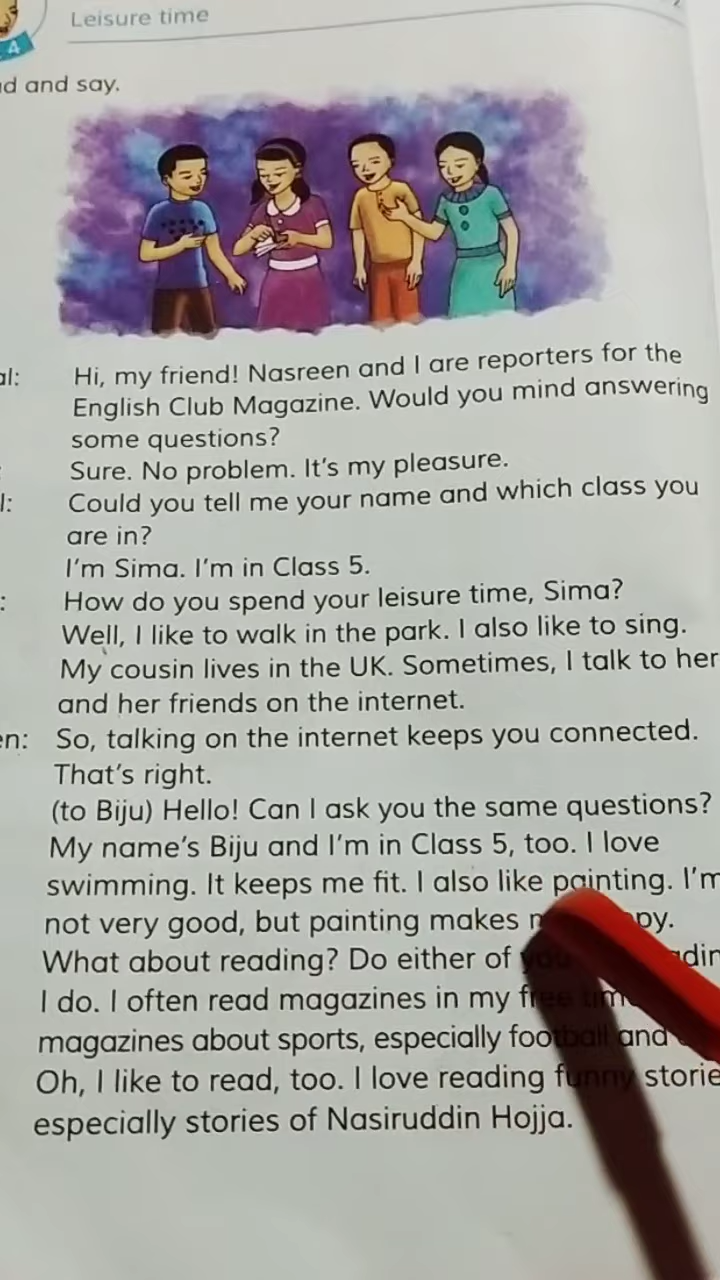 Leisure time
4
and say.
al: Hi, my friend! Nasreen and I are reporters for the
English Club Magazine. Would you mind answering
some questions?
: Sure. No problem. It's my pleasure.
l: Could you tell me your name and which class you
are in?
I'm Sima. I'm in Class 5.
: How do you spend your leisure time, Sima?
Well, I like to walk in the park. I also like to sing.
My cousin lives in the UK. Sometimes, I talk to her
and her friends on the internet.
en: So, talking on the internet keeps you connected.
That's right.
(to Biju) Hello! Can I ask you the same questions?
My name's Biju and I'm in Class 5, too. I love
swimming. It keeps me fit. I also like painting. I'm
not very good, but painting makes
What about reading? Do either of you
I do. I often read magazines in my free
magazines about sports, especially football and
Oh, I like to read, too. I love reading funny storie
especially stories of Nasiruddin Hojja.